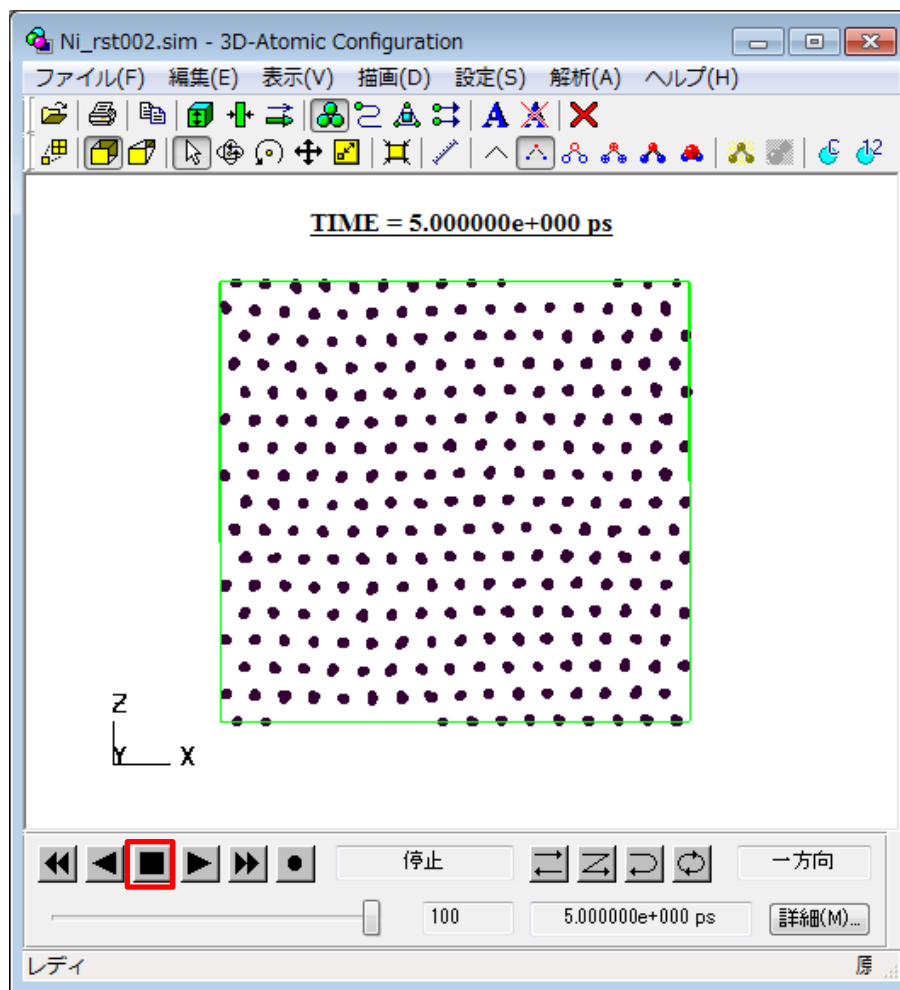 Ni_rst002.sim - 3D-Atomic Configuration
ファイル(F) 編集(E) 表示(V) 描画(D) 設定(S) 解析(A) ヘルプ(H)
A A
C 12
TIME = 5.000000e+000 ps
Z
Y X
停止 一方向
100 5.000000e+000 ps 詳細(M)...
レディ 原